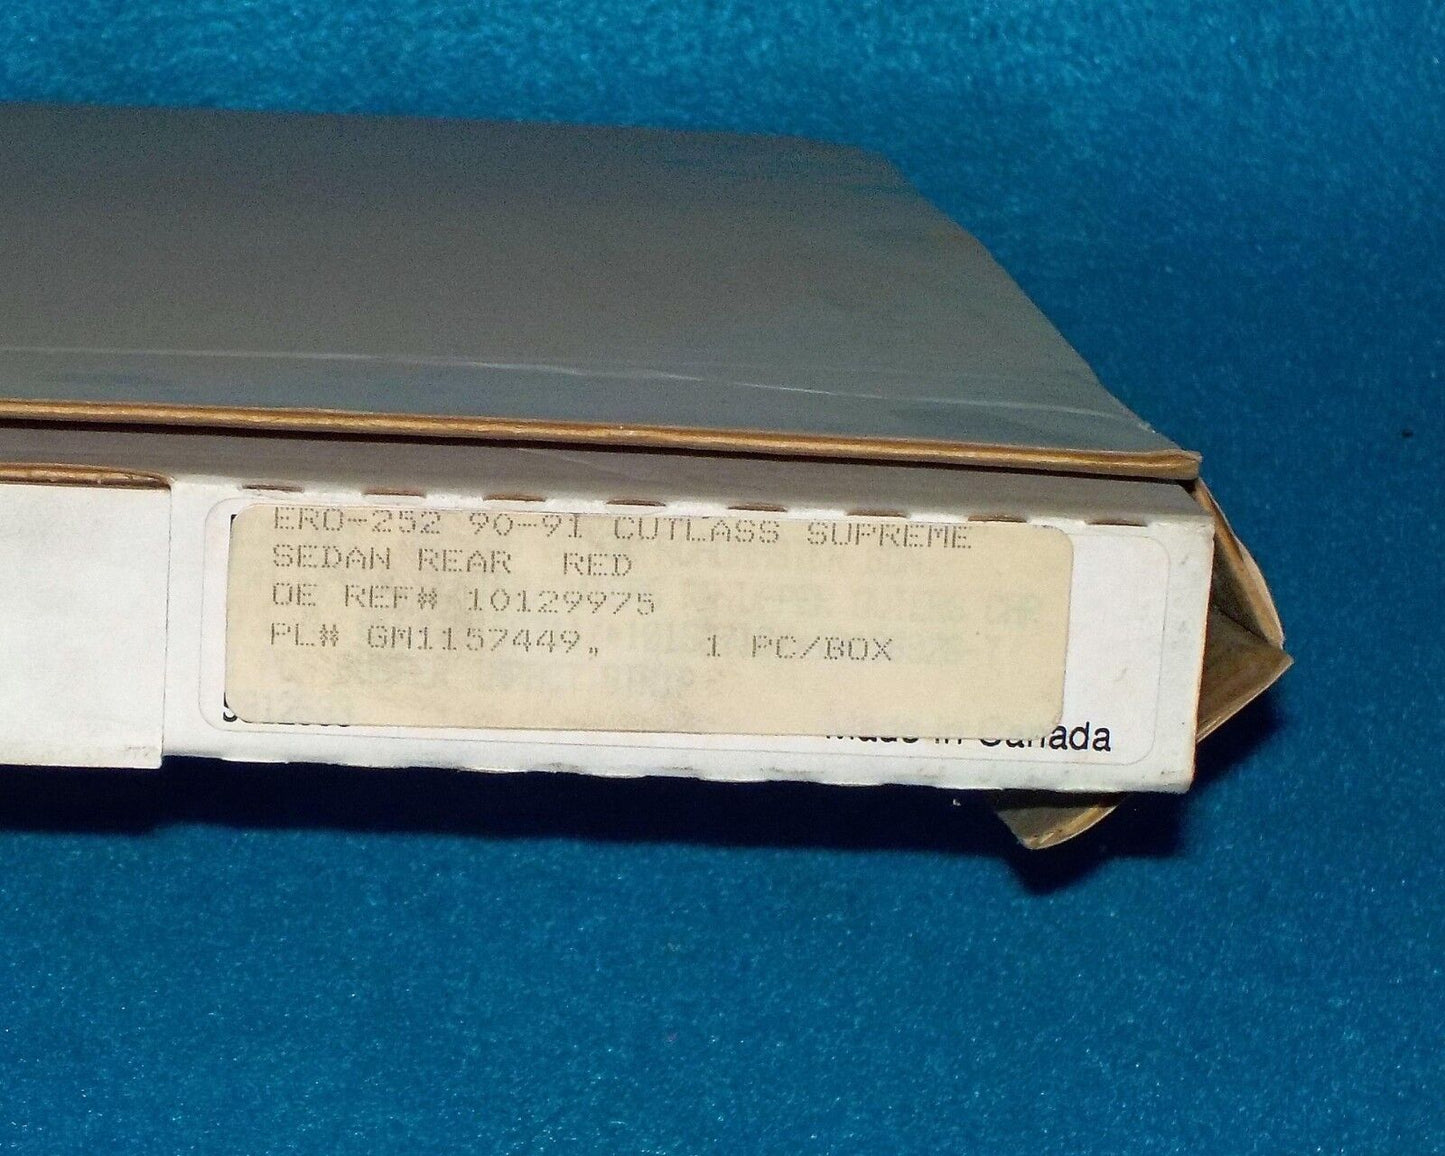 ERO-252 90-91 CUTLASS SUPREME
SEDAN REAR RED
OE REF# 10129975
PL# GM1157449, 1 PC/BOX
Made in Canada